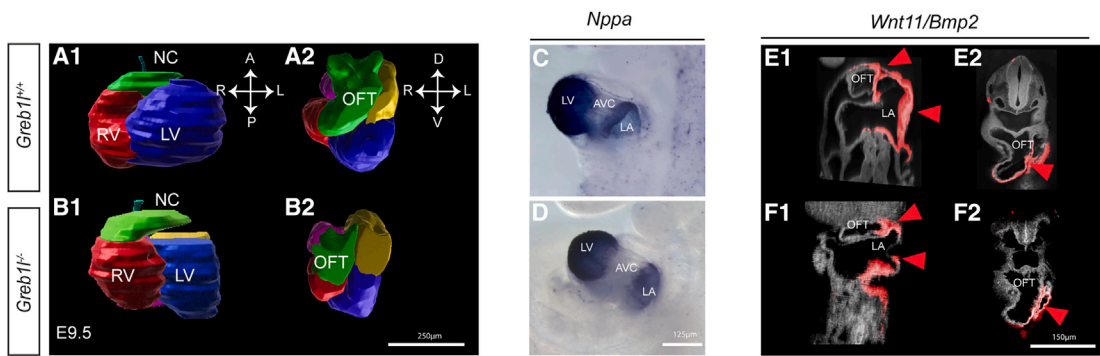 Nppa
Wnt11/Bmp2
Greb1l+/+
A1
NC
RV
LV
A
R
L
P
A2
OFT
D
R
L
V
C
LV
AVC
LA
E1
OFT
LA
E2
OFT
Greb1l-/-
B1
NC
RV
LV
E9.5
B2
OFT
250μm
D
LV
AVC
LA
125μm
F1
OFT
LA
F2
OFT
150μm